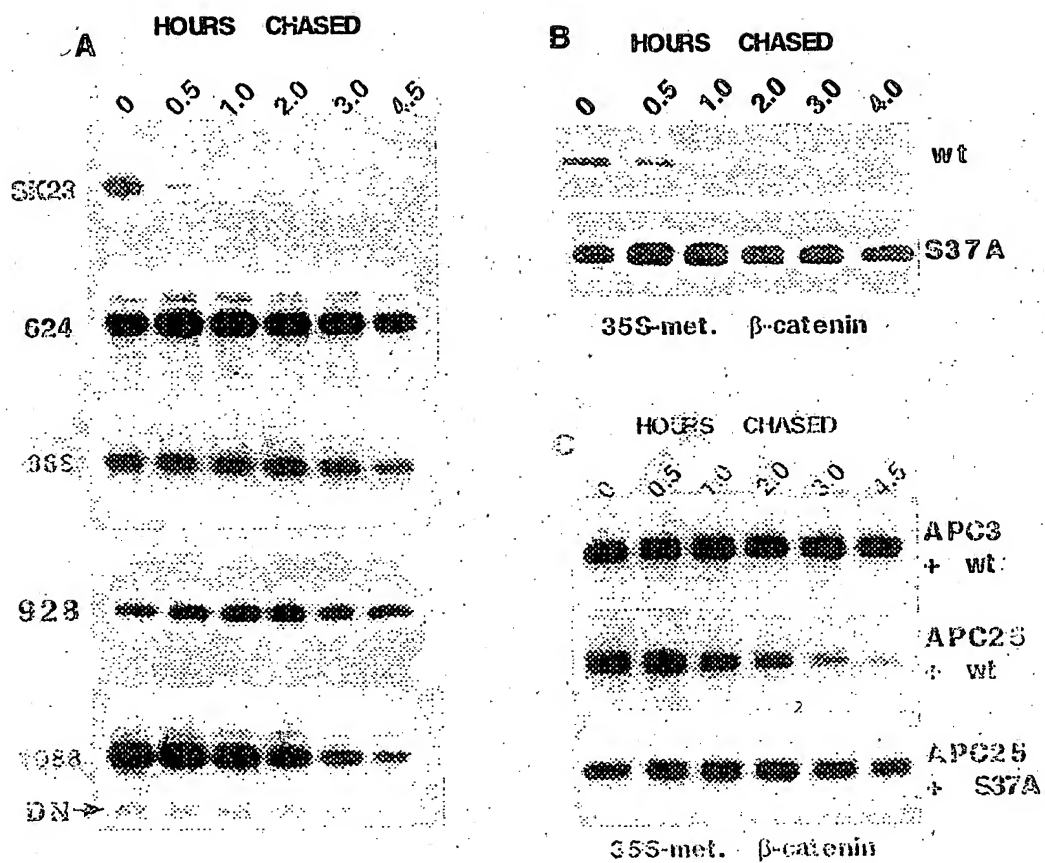 A
HOURS CHASED
0 0.5 1.0 2.0 3.0 4.5
SK23
624
888
928
1088
DN→
B
HOURS CHASED
0 0.5 1.0 2.0 3.0 4.0
wt
S37A
35S-met. β-catenin
C
HOURS CHASED
0 0.5 1.0 2.0 3.0 4.5
APC3
+ wt
APC25
+ wt
APC25
+ S37A
35S-met. β-catenin